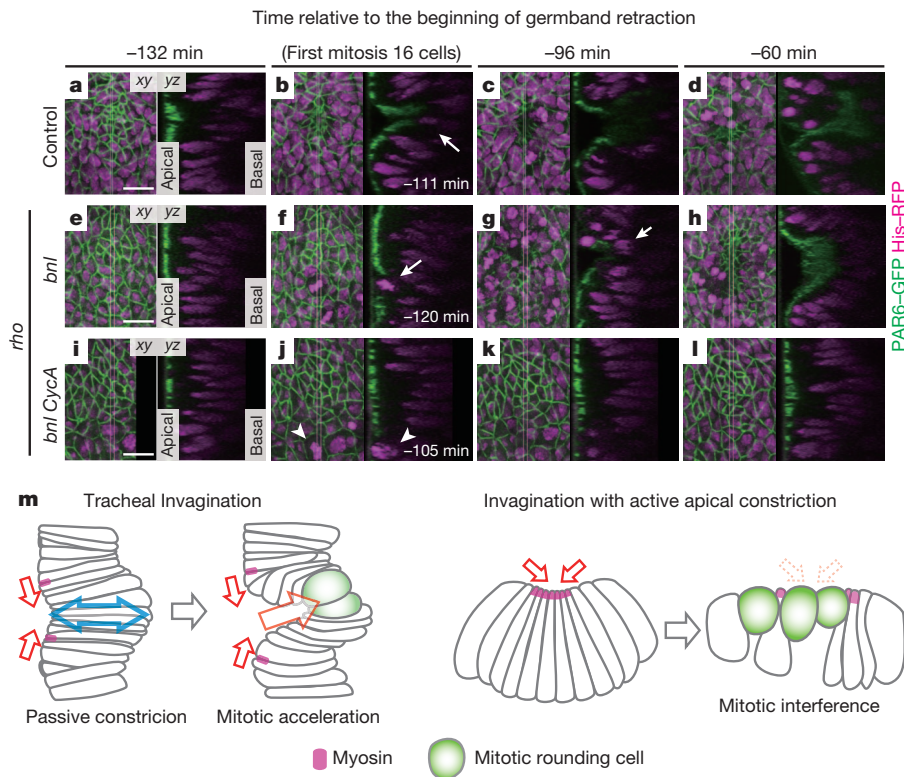 Time relative to the beginning of germband retraction
–132 min (First mitosis 16 cells) –96 min –60 min
Control
a xy yz b c d
Apical Basal –111 min
rho
bnl
e xy yz f g h
Apical Basal –120 min
bnl CycA
i xy yz j k l
Apical Basal –105 min
PAR6–GFP His–RFP
m Tracheal Invagination Invagination with active apical constriction
Passive constricion Mitotic acceleration Mitotic interference
Myosin Mitotic rounding cell